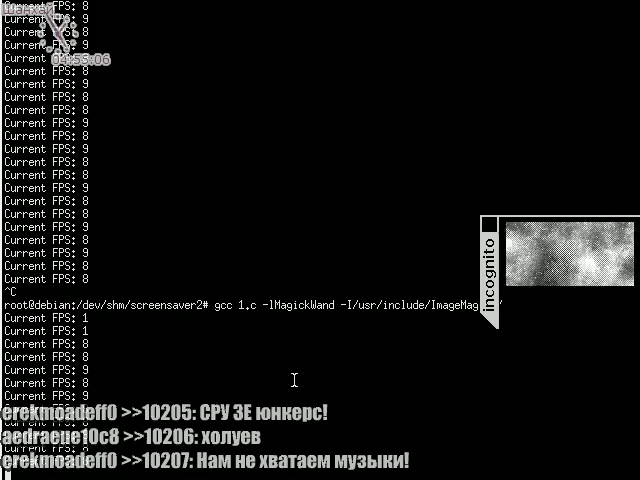 Current FPS: 8
Шанхай
Current FPS: 9
Current FPS: 8
Current FPS: 9
Current FPS: 8
04:55:06
Current FPS: 8
Current FPS: 9
Current FPS: 8
Current FPS: 9
Current FPS: 8
Current FPS: 9
Current FPS: 8
Current FPS: 8
Current FPS: 9
Current FPS: 8
Current FPS: 8
Current FPS: 9
Current FPS: 8
Current FPS: 9
Current FPS: 8
Current FPS: 8
^C
root@debian:/dev/shm/screensaver2# gcc 1.c -lMagickWand -I/usr/include/ImageMag
incognito
Current FPS: 1
Current FPS: 1
Current FPS: 8
Current FPS: 8
Current FPS: 9
Current FPS: 8
Current FPS: 9
erekmoadeff0 >>10205: СРУ ЗЕ юнкерс!
aedraene10c8 >>10206: холуев
erekmoadeff0 >>10207: Нам не хватаем музыки!